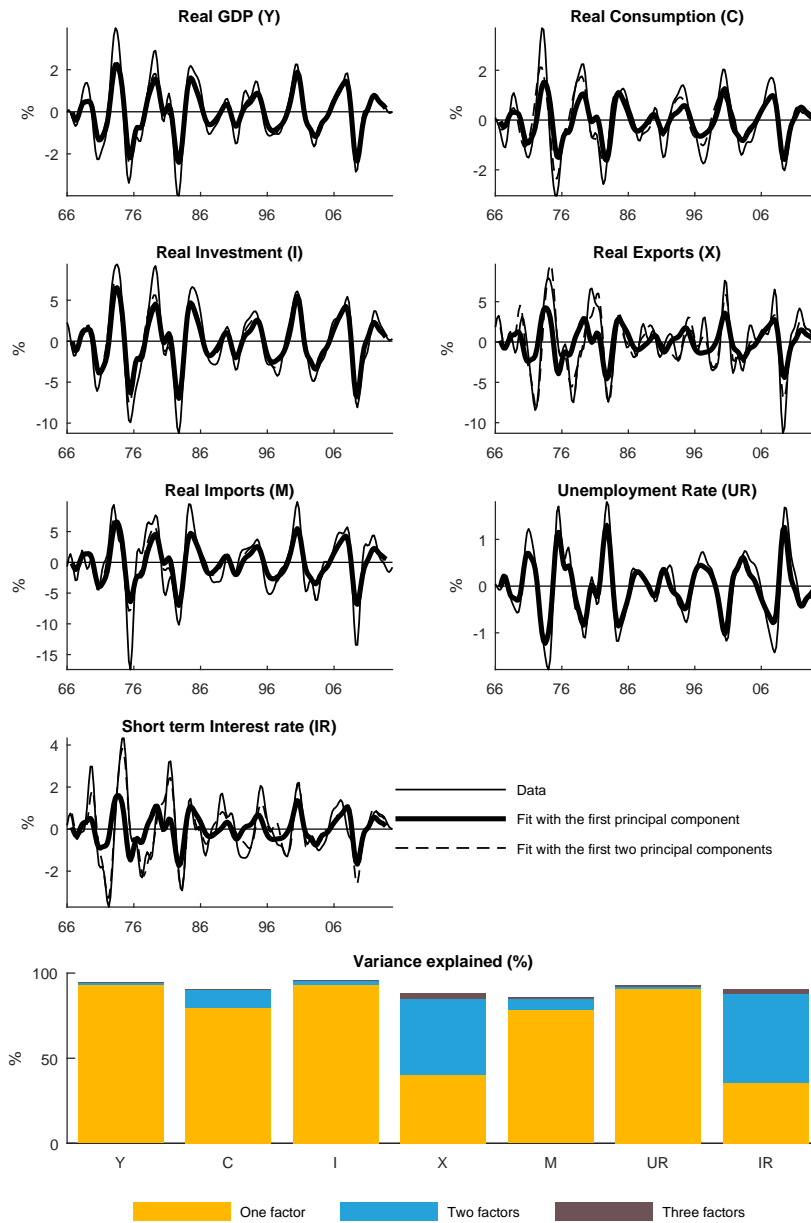 Real GDP (Y)
2
0
-2
%
66 76 86 96 06
Real Consumption (C)
2
0
-2
%
66 76 86 96 06
Real Investment (I)
5
0
-5
-10
%
66 76 86 96 06
Real Exports (X)
5
0
-5
-10
%
66 76 86 96 06
Real Imports (M)
5
0
-5
-10
-15
%
66 76 86 96 06
Unemployment Rate (UR)
1
0
-1
%
66 76 86 96 06
Short term Interest rate (IR)
4
2
0
-2
%
66 76 86 96 06
Data
Fit with the first principal component
Fit with the first two principal components
Variance explained (%)
100
50
0
%
Y C I X M UR IR
One factor Two factors Three factors